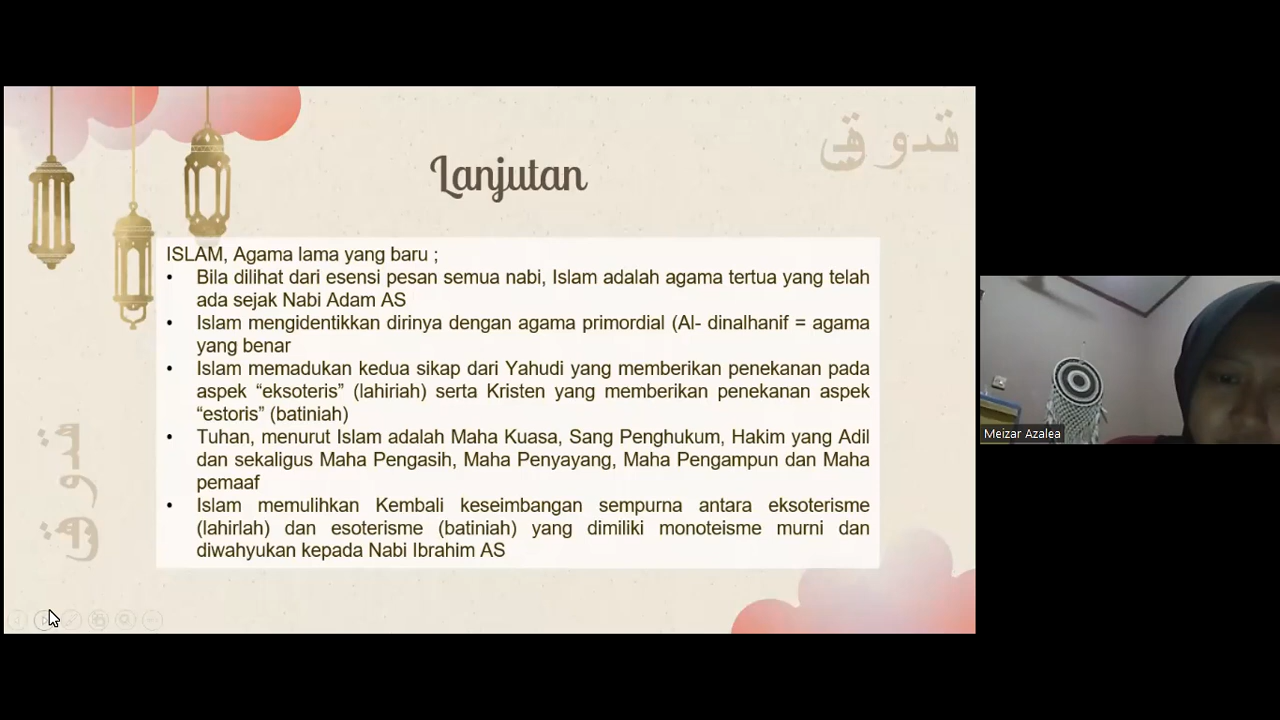 Lanjutan
ISLAM, Agama lama yang baru ;
• Bila dilihat dari esensi pesan semua nabi, Islam adalah agama tertua yang telah
ada sejak Nabi Adam AS
• Islam mengidentikkan dirinya dengan agama primordial (Al- dinalhanif = agama
yang benar
• Islam memadukan kedua sikap dari Yahudi yang memberikan penekanan pada
aspek “eksoteris” (lahiriah) serta Kristen yang memberikan penekanan aspek
“estoris” (batiniah)
• Tuhan, menurut Islam adalah Maha Kuasa, Sang Penghukum, Hakim yang Adil
dan sekaligus Maha Pengasih, Maha Penyayang, Maha Pengampun dan Maha
pemaaf
• Islam memulihkan Kembali keseimbangan sempurna antara eksoterisme
(lahirlah) dan esoterisme (batiniah) yang dimiliki monoteisme murni dan
diwahyukan kepada Nabi Ibrahim AS
Meizar Azalea